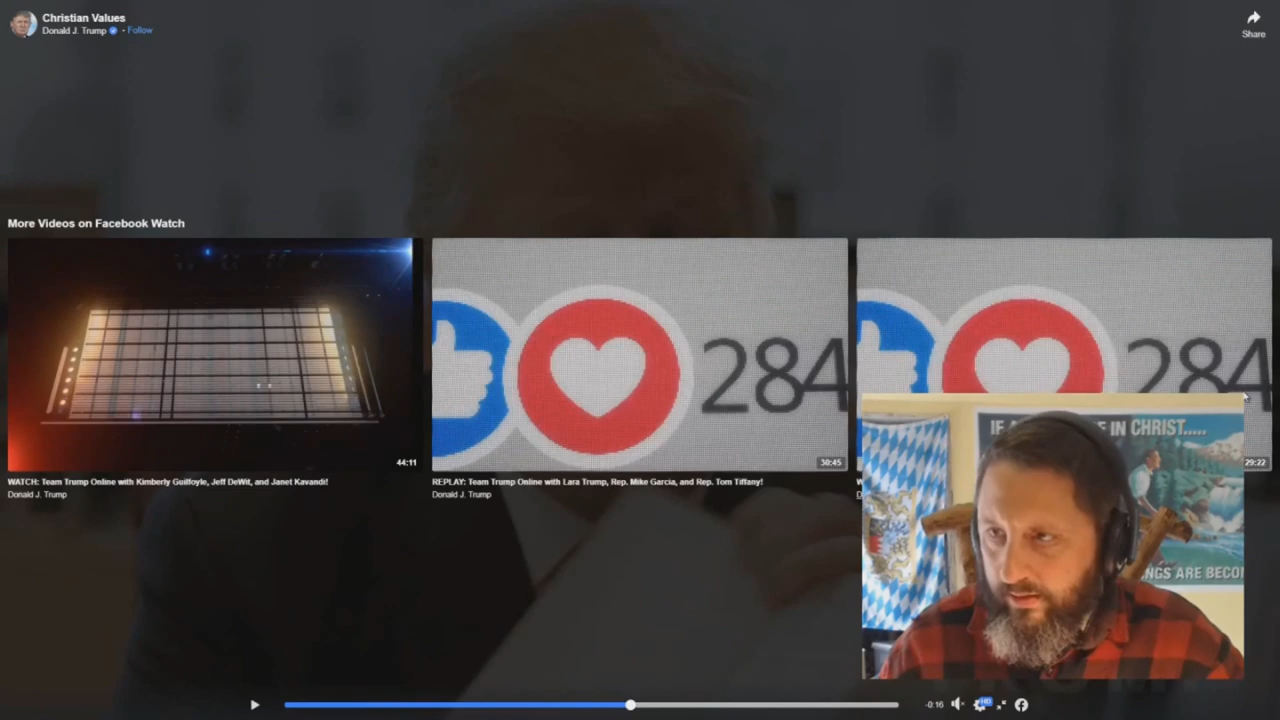 Christian Values
Donald J. Trump · Follow
Share
More Videos on Facebook Watch
284
284
44:11
30:45
29:22
WATCH: Team Trump Online with Kimberly Guilfoyle, Jeff DeWit, and Janet Kavandi!
Donald J. Trump
REPLAY: Team Trump Online with Lara Trump, Rep. Mike Garcia, and Rep. Tom Tiffany!
Donald J. Trump
IF
E IN CHRIST.....
NGS ARE BECO
-0:16
HD